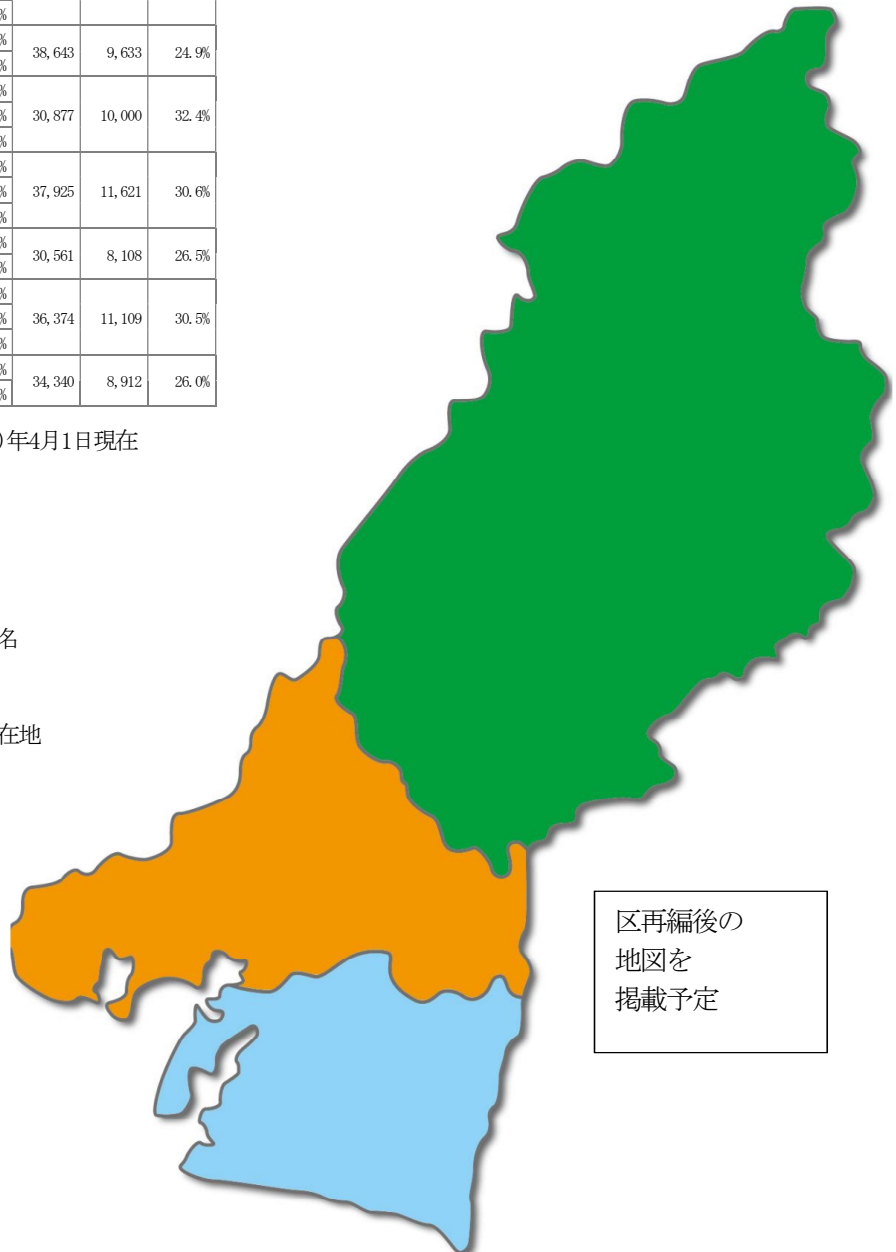 %
%
38,643 9,633 24.9%
%
%
30,877 10,000 32.4%
%
%
%
37,925 11,621 30.6%
%
%
30,561 8,108 26.5%
%
%
36,374 11,109 30.5%
%
%
34,340 8,912 26.0%
%
)年4月1日現在
名
在地
区再編後の
地図を
掲載予定